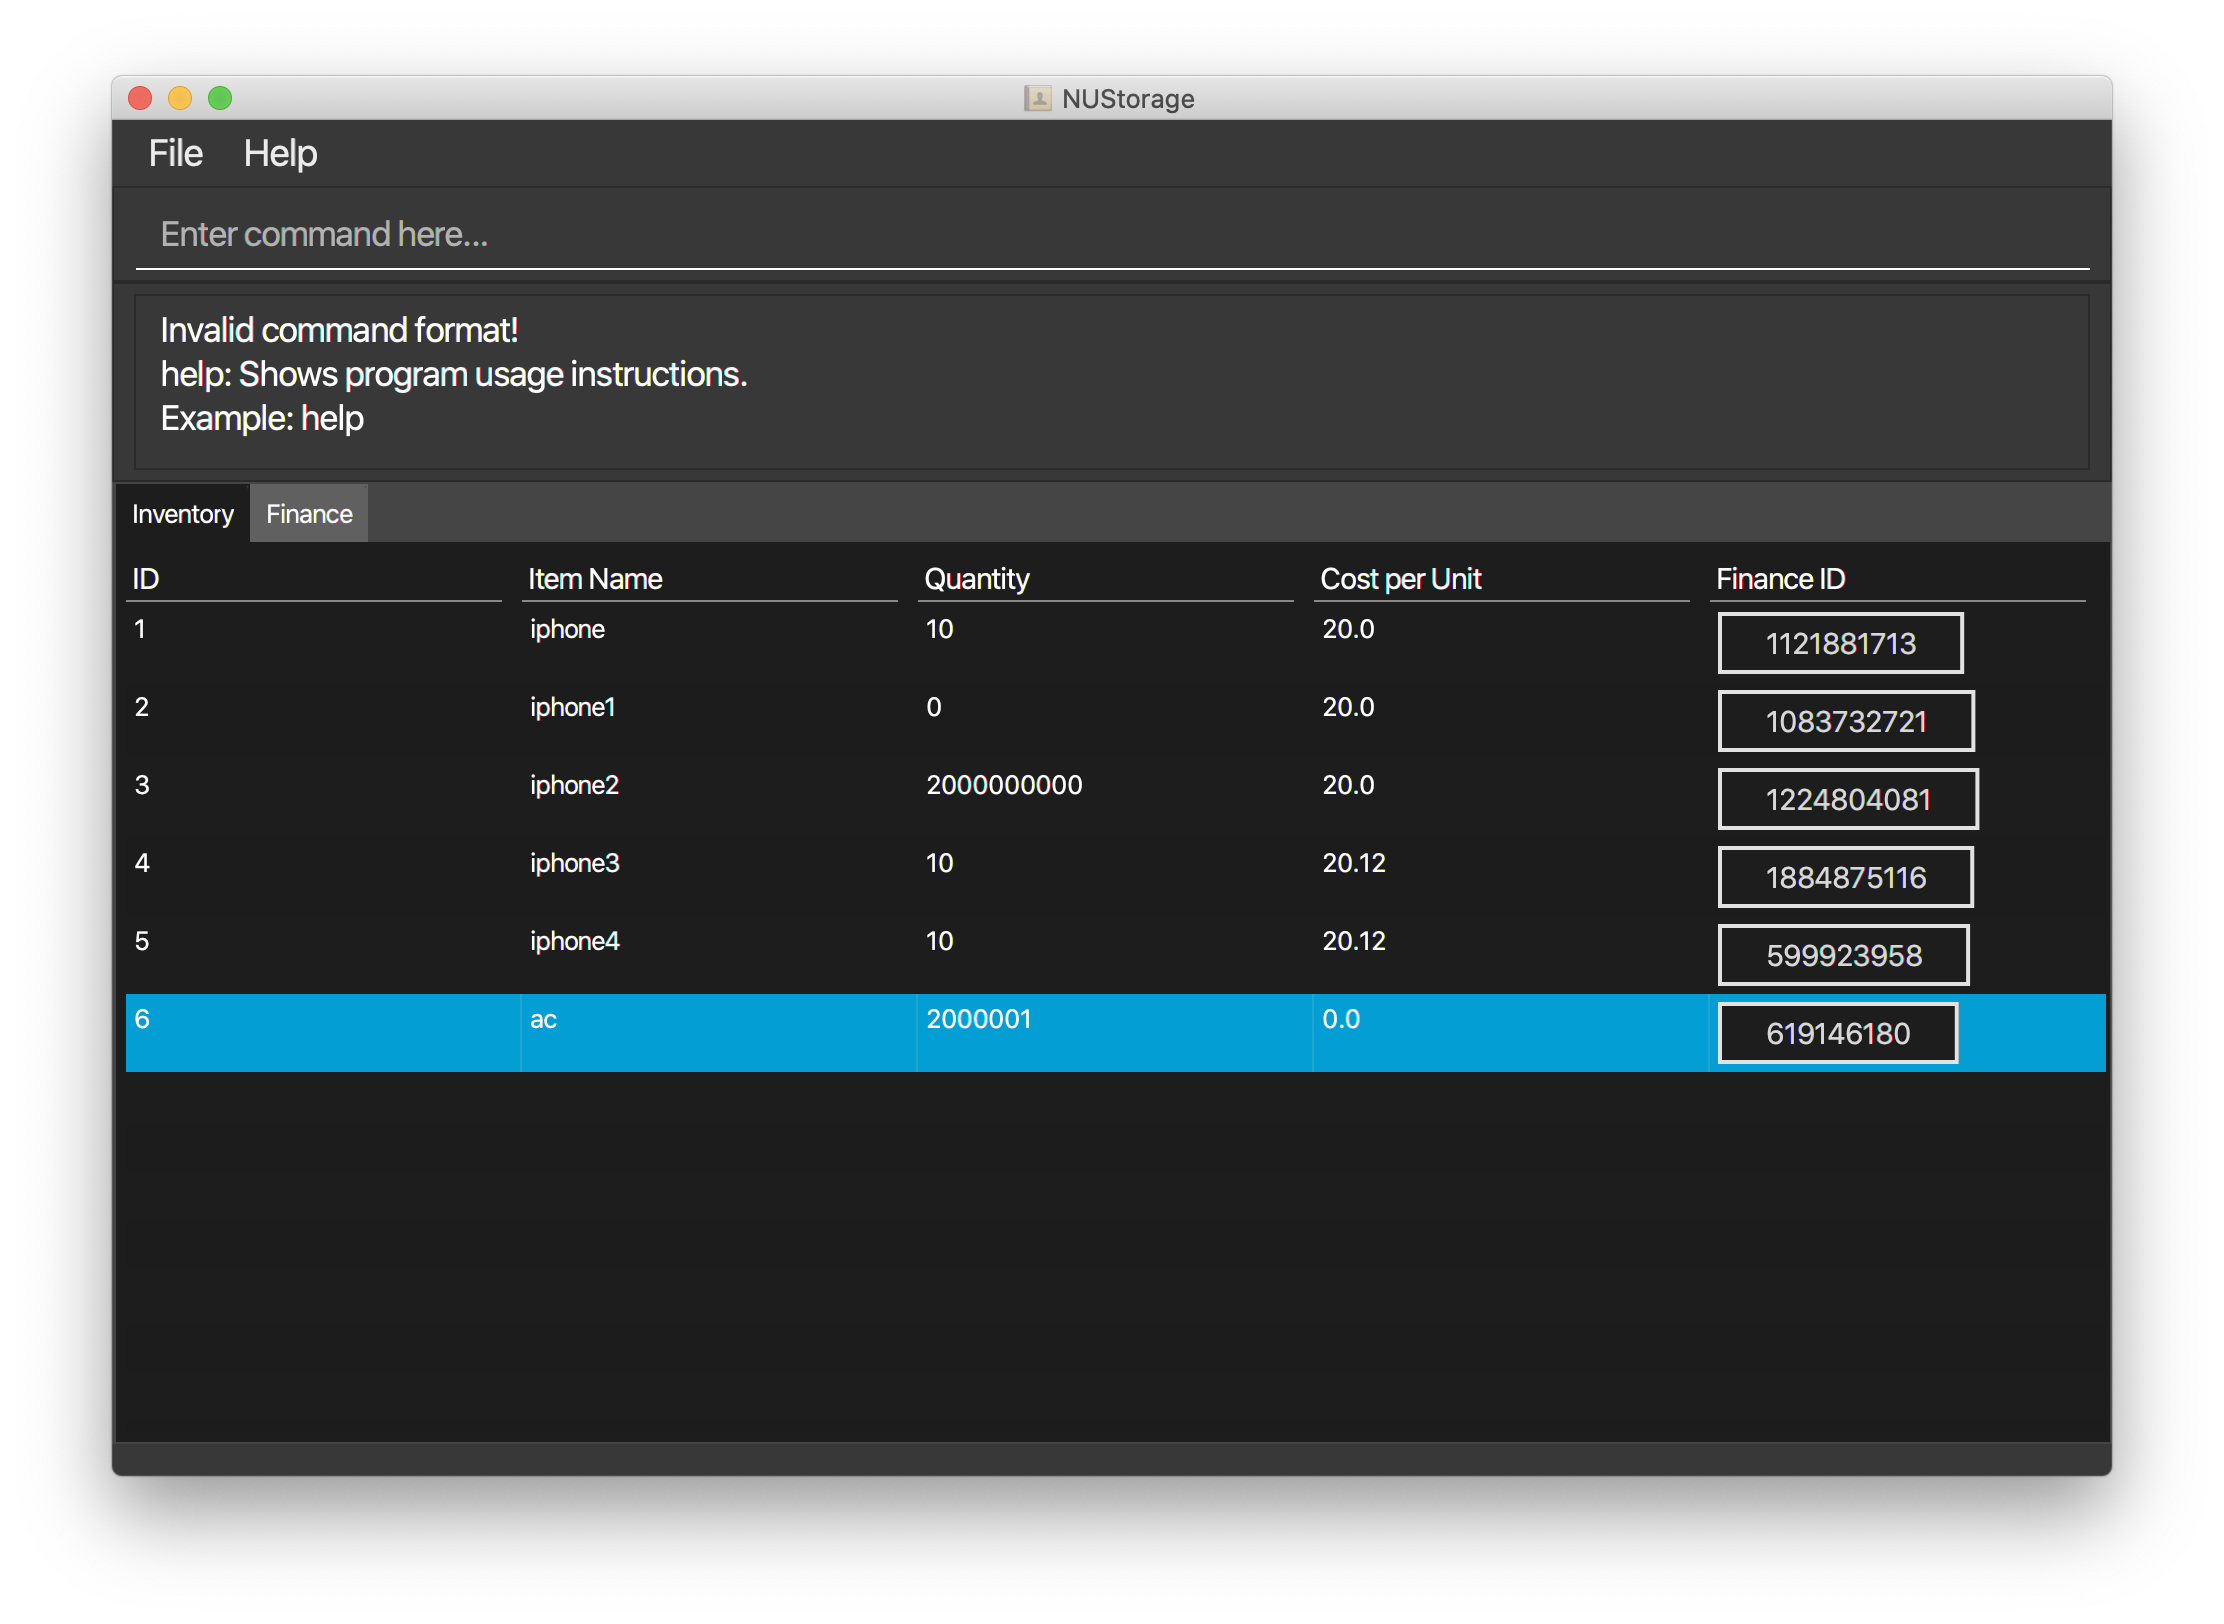 NUStorage
File Help
Enter command here...
Invalid command format!
help: Shows program usage instructions.
Example: help
Inventory Finance
ID Item Name Quantity Cost per Unit Finance ID
1 iphone 10 20.0 1121881713
2 iphone1 0 20.0 1083732721
3 iphone2 2000000000 20.0 1224804081
4 iphone3 10 20.12 1884875116
5 iphone4 10 20.12 599923958
6 ac 2000001 0.0 619146180